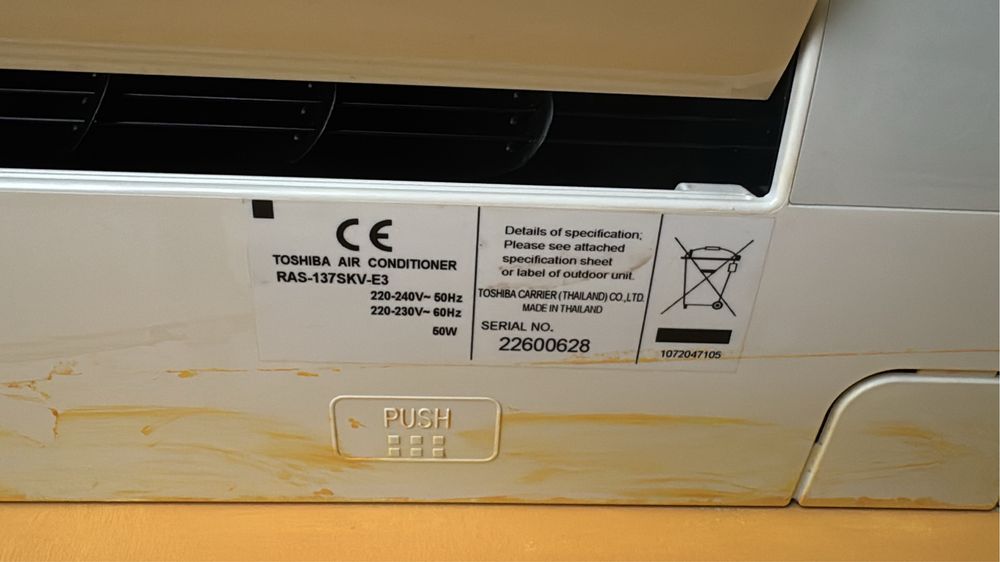 CE
TOSHIBA AIR CONDITIONER
RAS-137SKV-E3
220-240V~ 50Hz
220-230V~ 60Hz
50W
Details of specification;
Please see attached
specification sheet
or label of outdoor unit.
TOSHIBA CARRIER (THAILAND) CO.,LTD.
MADE IN THAILAND
SERIAL NO.
22600628
1072047105
PUSH